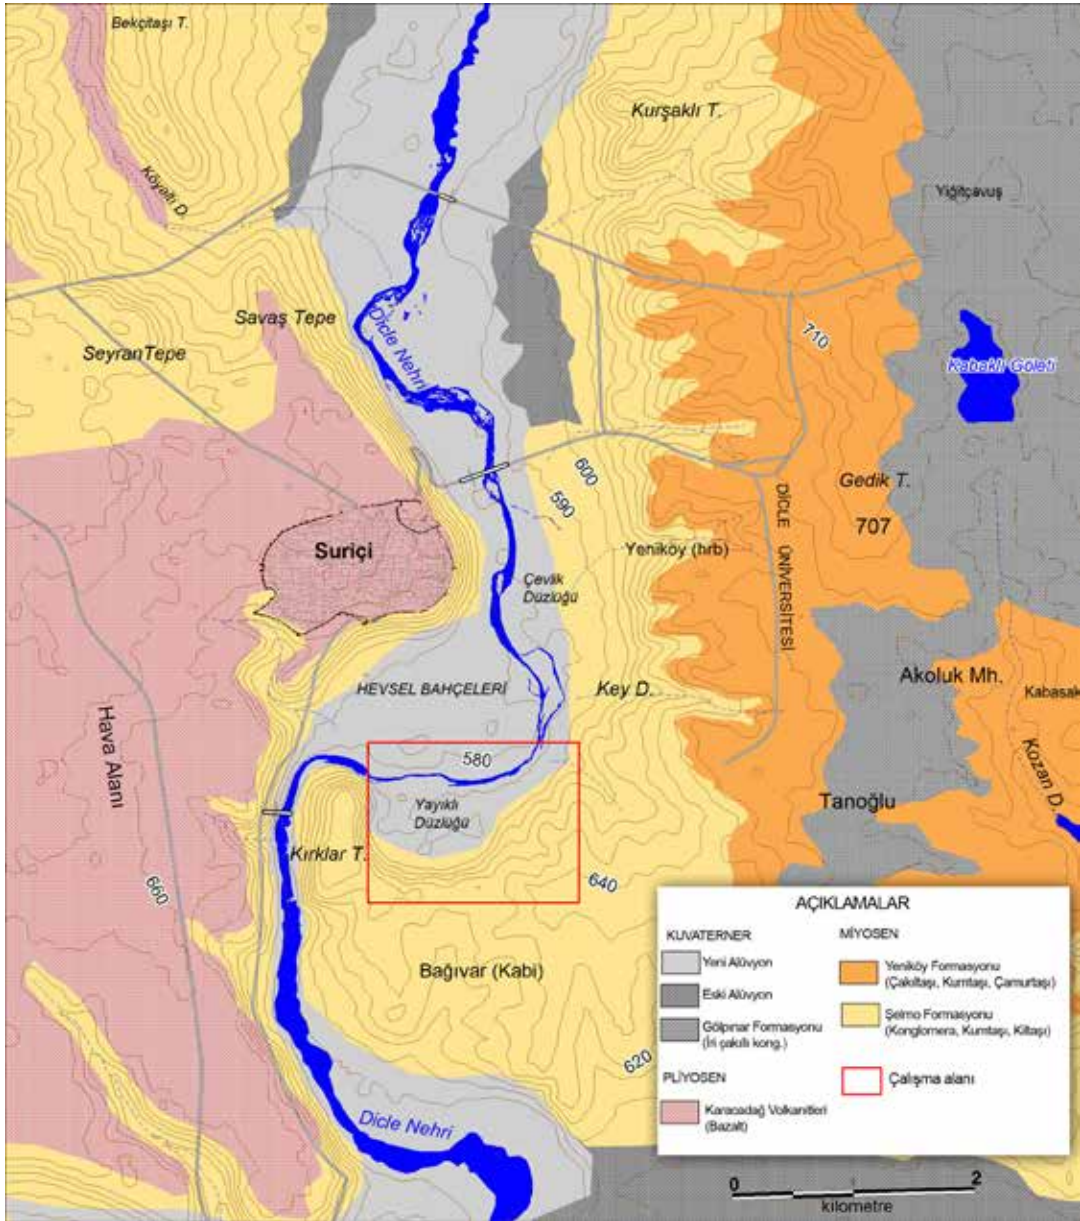 Bekçitaşı T.
Kurşaklı T.
Köyaltı D.
Yiğitçavuş
Savaş Tepe
Dicle Nehri
SeyranTepe
710
Kabaklı Göleti
600
590
Gedik T.
707
Suriçi
Yeniköy (hrb)
DİCLE ÜNİVERSİTESİ
Çevlik
Düzlüğü
HEVSEL BAHÇELERİ
Key D.
Akoluk Mh.
Kabasak
Hava Alanı
580
Kozan D.
Yayıklı
Düzlüğü
Tanoğlu
Kırklar T.
660
640
Bağıvar (Kabi)
620
Dicle Nehri
AÇIKLAMALAR
KUVATERNER
Yeni Alüvyon
Eski Alüvyon
Gölpınar Formasyonu
(İri çakıllı kong.)
PLİYOSEN
Karacadağ Volkanitleri
(Bazalt)
MİYOSEN
Yeniköy Formasyonu
(Çakıltaşı, Kumtaşı, Çamurtaşı)
Şelmo Formasyonu
(Konglomera, Kumtaşı, Kiltaşı)
Çalışma alanı
0 2
kilometre